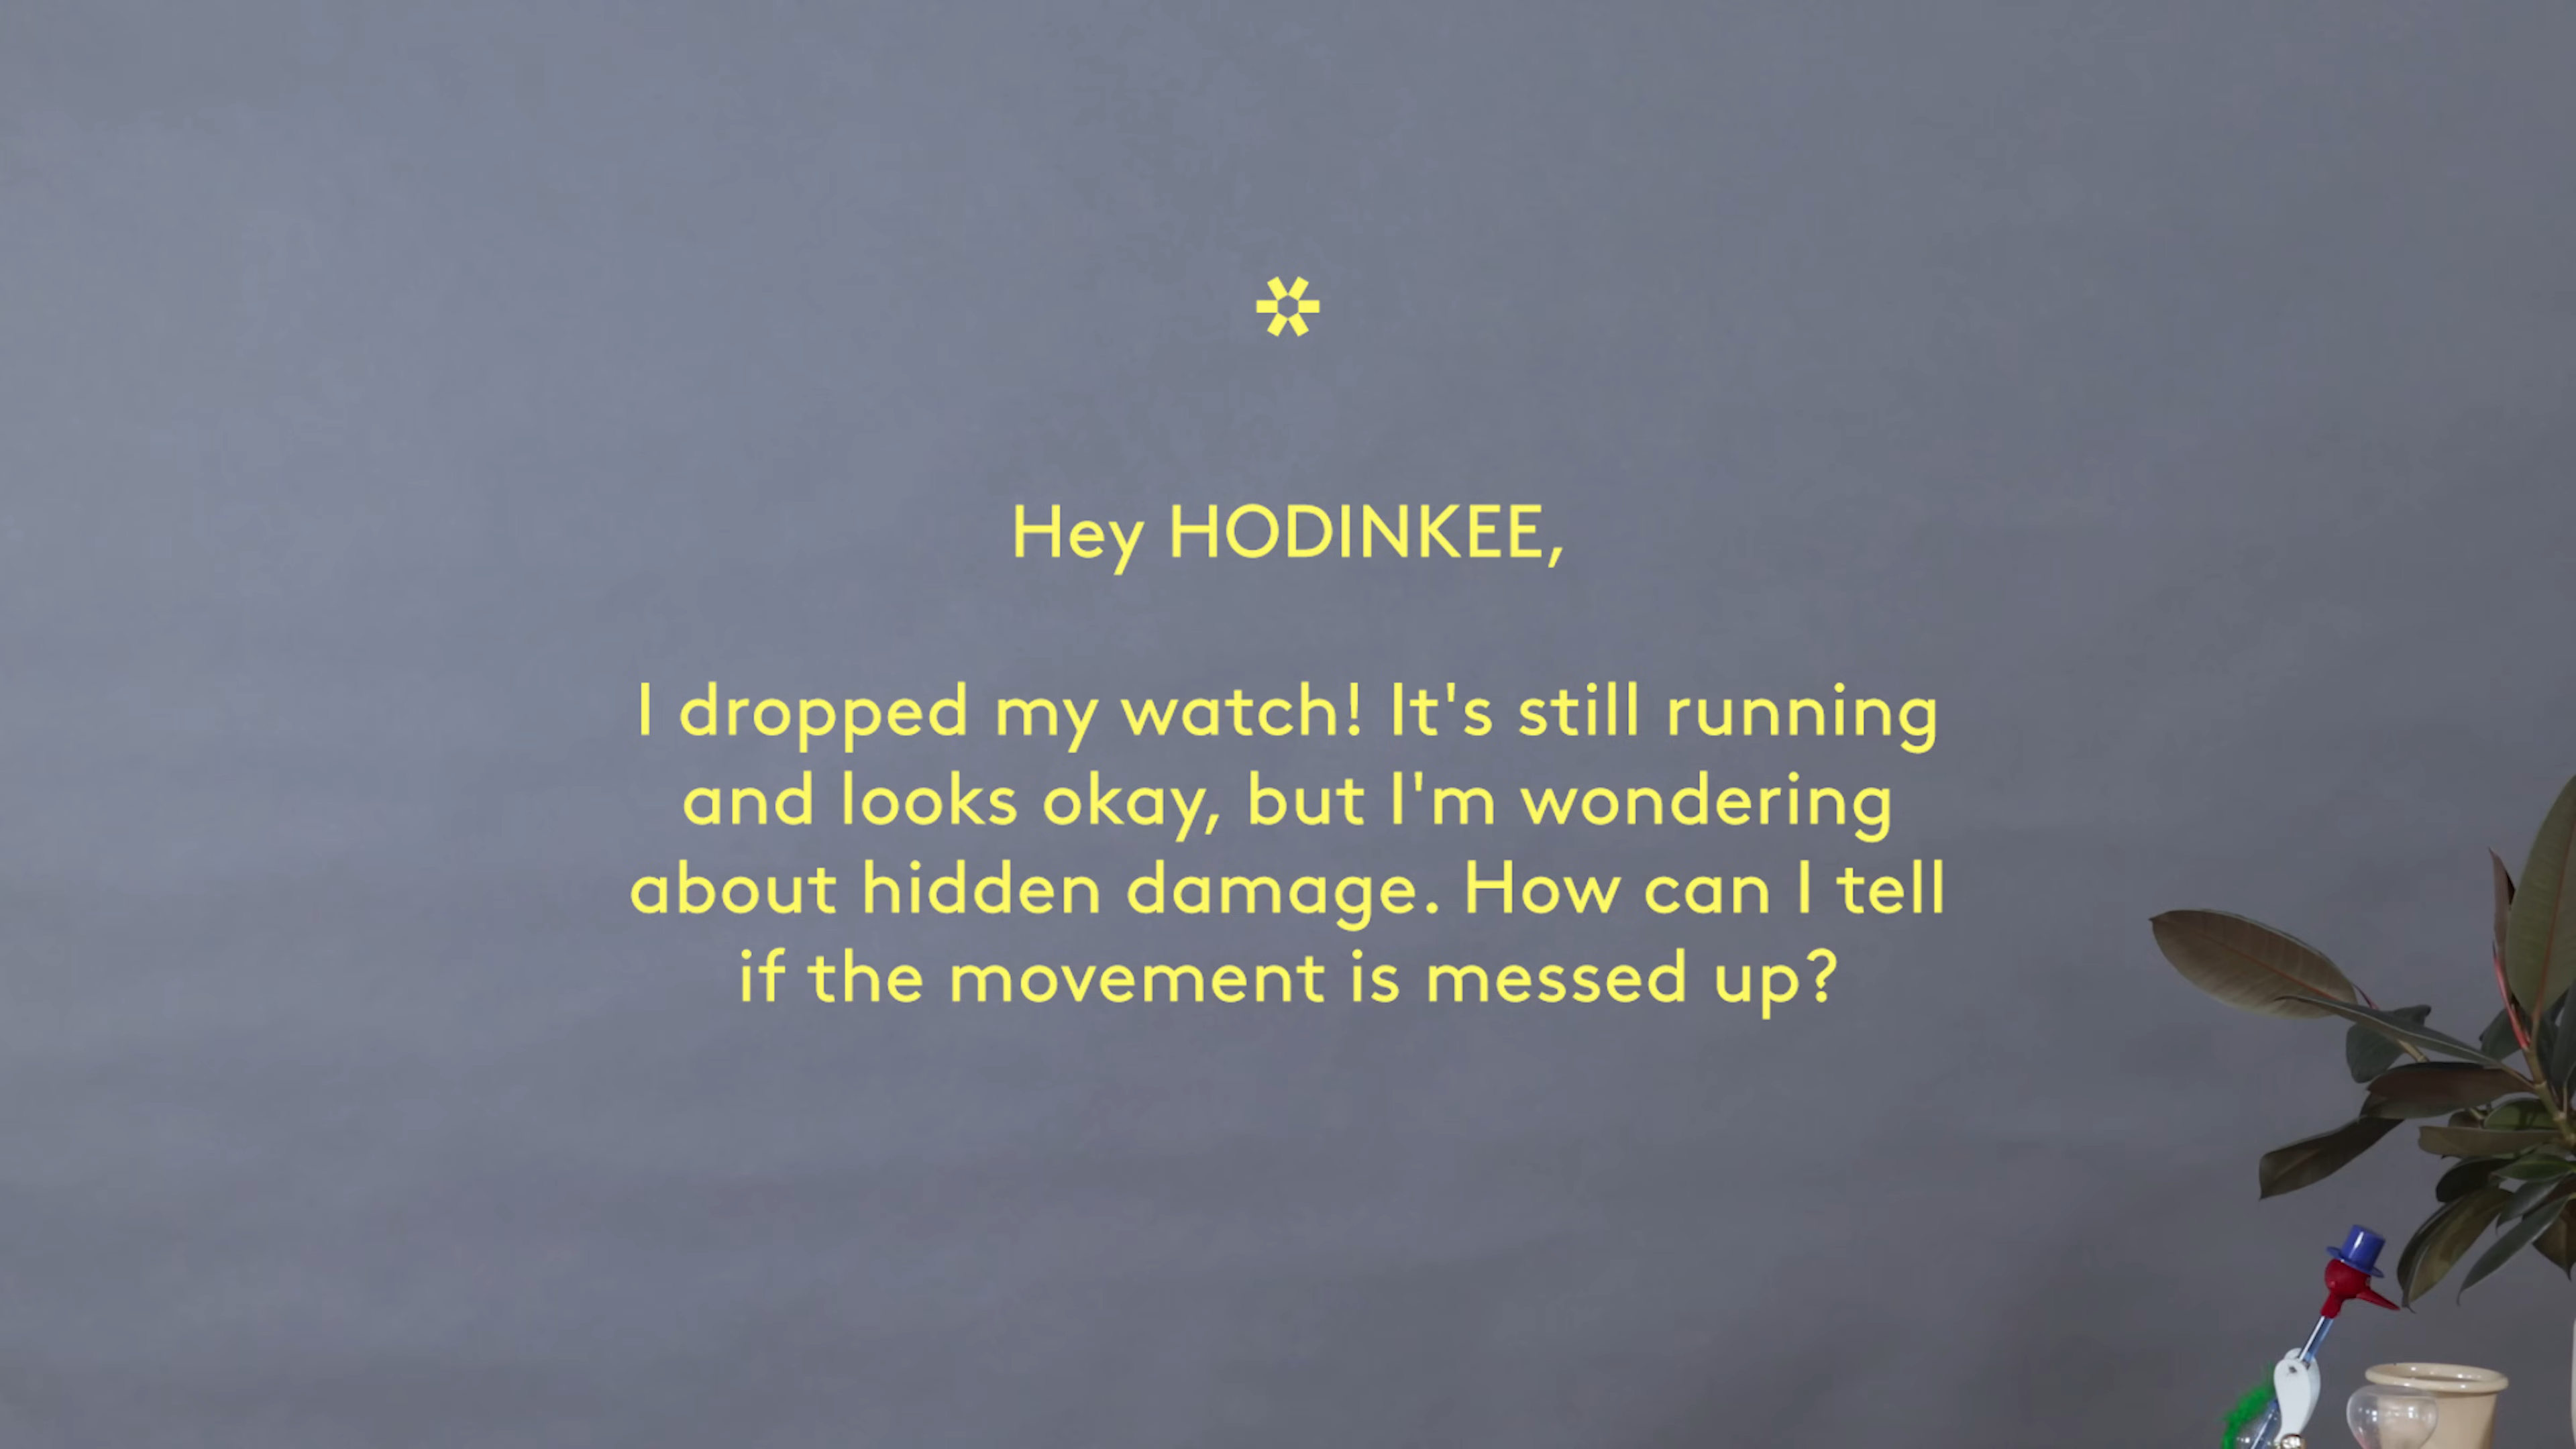 Hey HODINKEE,
I dropped my watch! It's still running
and looks okay, but I'm wondering
about hidden damage. How can I tell
if the movement is messed up?